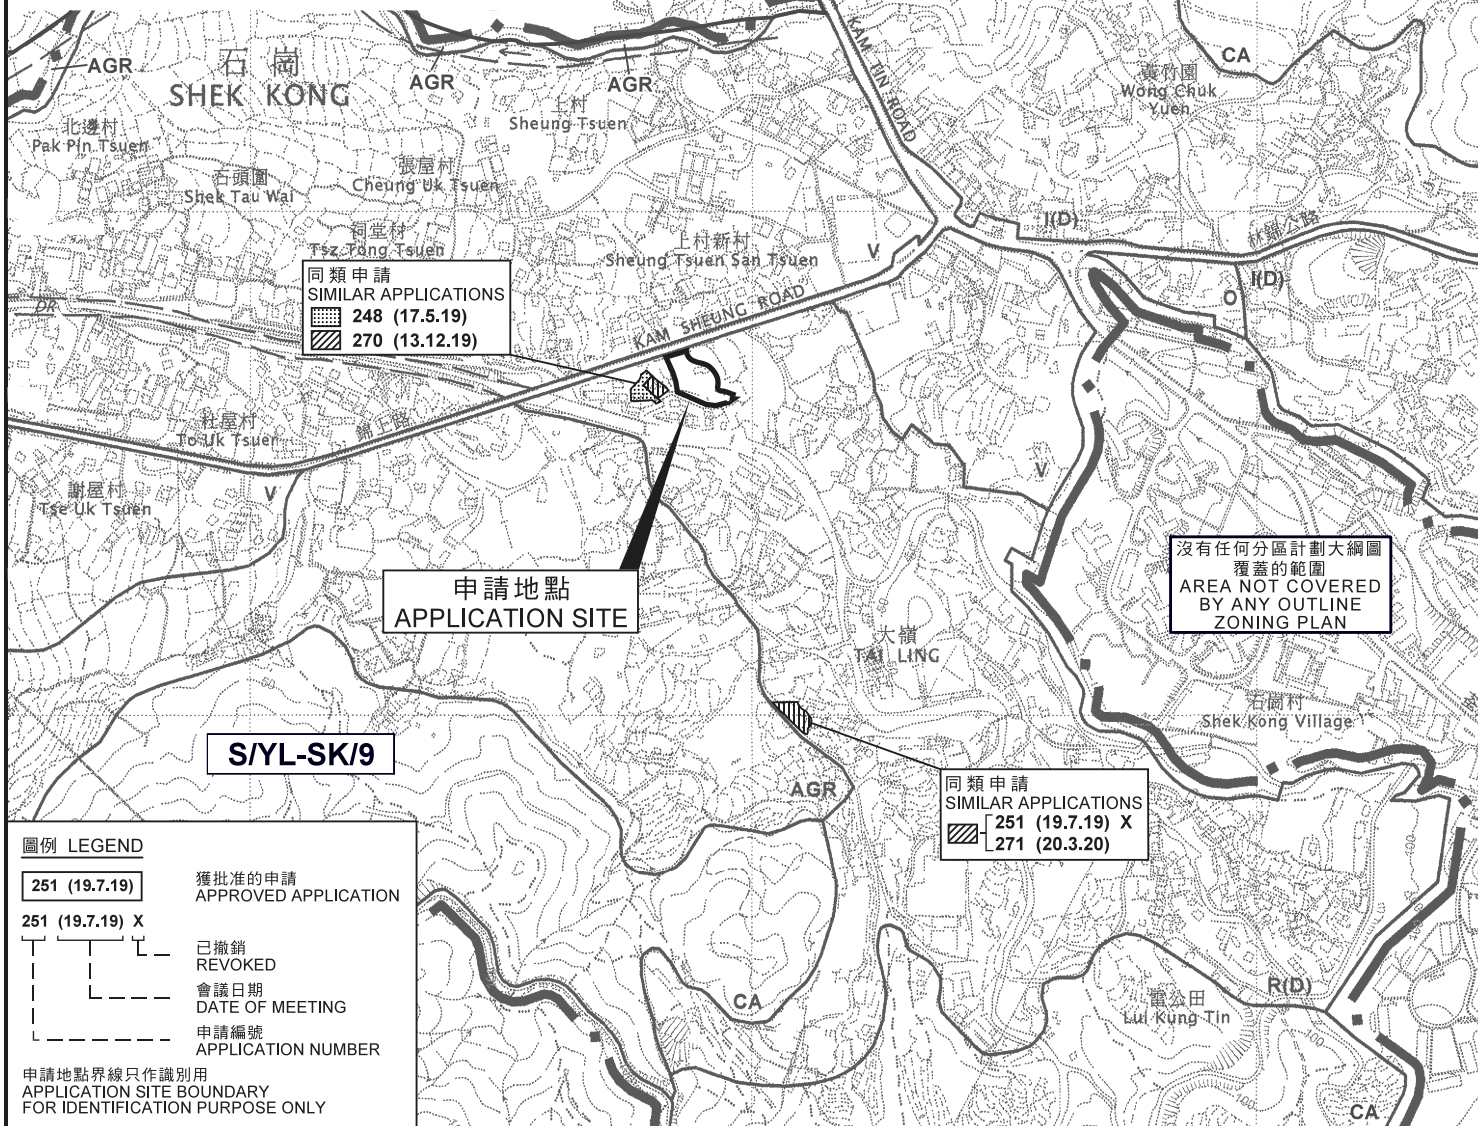 AGR
石崗
SHEK KONG
AGR
AGR
上村
Sheung Tsuen
KAM TIN ROAD
黃竹園
Wong Chuk
Yuen
CA
北邊村
Pak Pin Tsuen
石頭圍
Shek Tau Wai
張屋村
Cheung Uk Tsuen
祠堂村
Tsz Tong Tsuen
上村新村
Sheung Tsuen San Tsuen
V
I(D)
林錦公路
I(D)
O
同類申請
SIMILAR APPLICATIONS
248 (17.5.19)
270 (13.12.19)
KAM SHEUNG ROAD
DR
杜屋村
To Uk Tsuen
錦上路
謝屋村
Tse Uk Tsuen
V
V
申請地點
APPLICATION SITE
沒有任何分區計劃大綱圖
覆蓋的範圍
AREA NOT COVERED
BY ANY OUTLINE
ZONING PLAN
大嶺
TAI LING
60
石崗村
Shek Kong Village
S/YL-SK/9
AGR
同類申請
SIMILAR APPLICATIONS
251 (19.7.19) X
271 (20.3.20)
圖例 LEGEND
251 (19.7.19)
獲批准的申請
APPROVED APPLICATION
251 (19.7.19) X
已撤銷
REVOKED
會議日期
DATE OF MEETING
申請編號
APPLICATION NUMBER
申請地點界線只作識別用
APPLICATION SITE BOUNDARY
FOR IDENTIFICATION PURPOSE ONLY
CA
雷公田
Lui Kung Tin
R(D)
100
100
100
CA